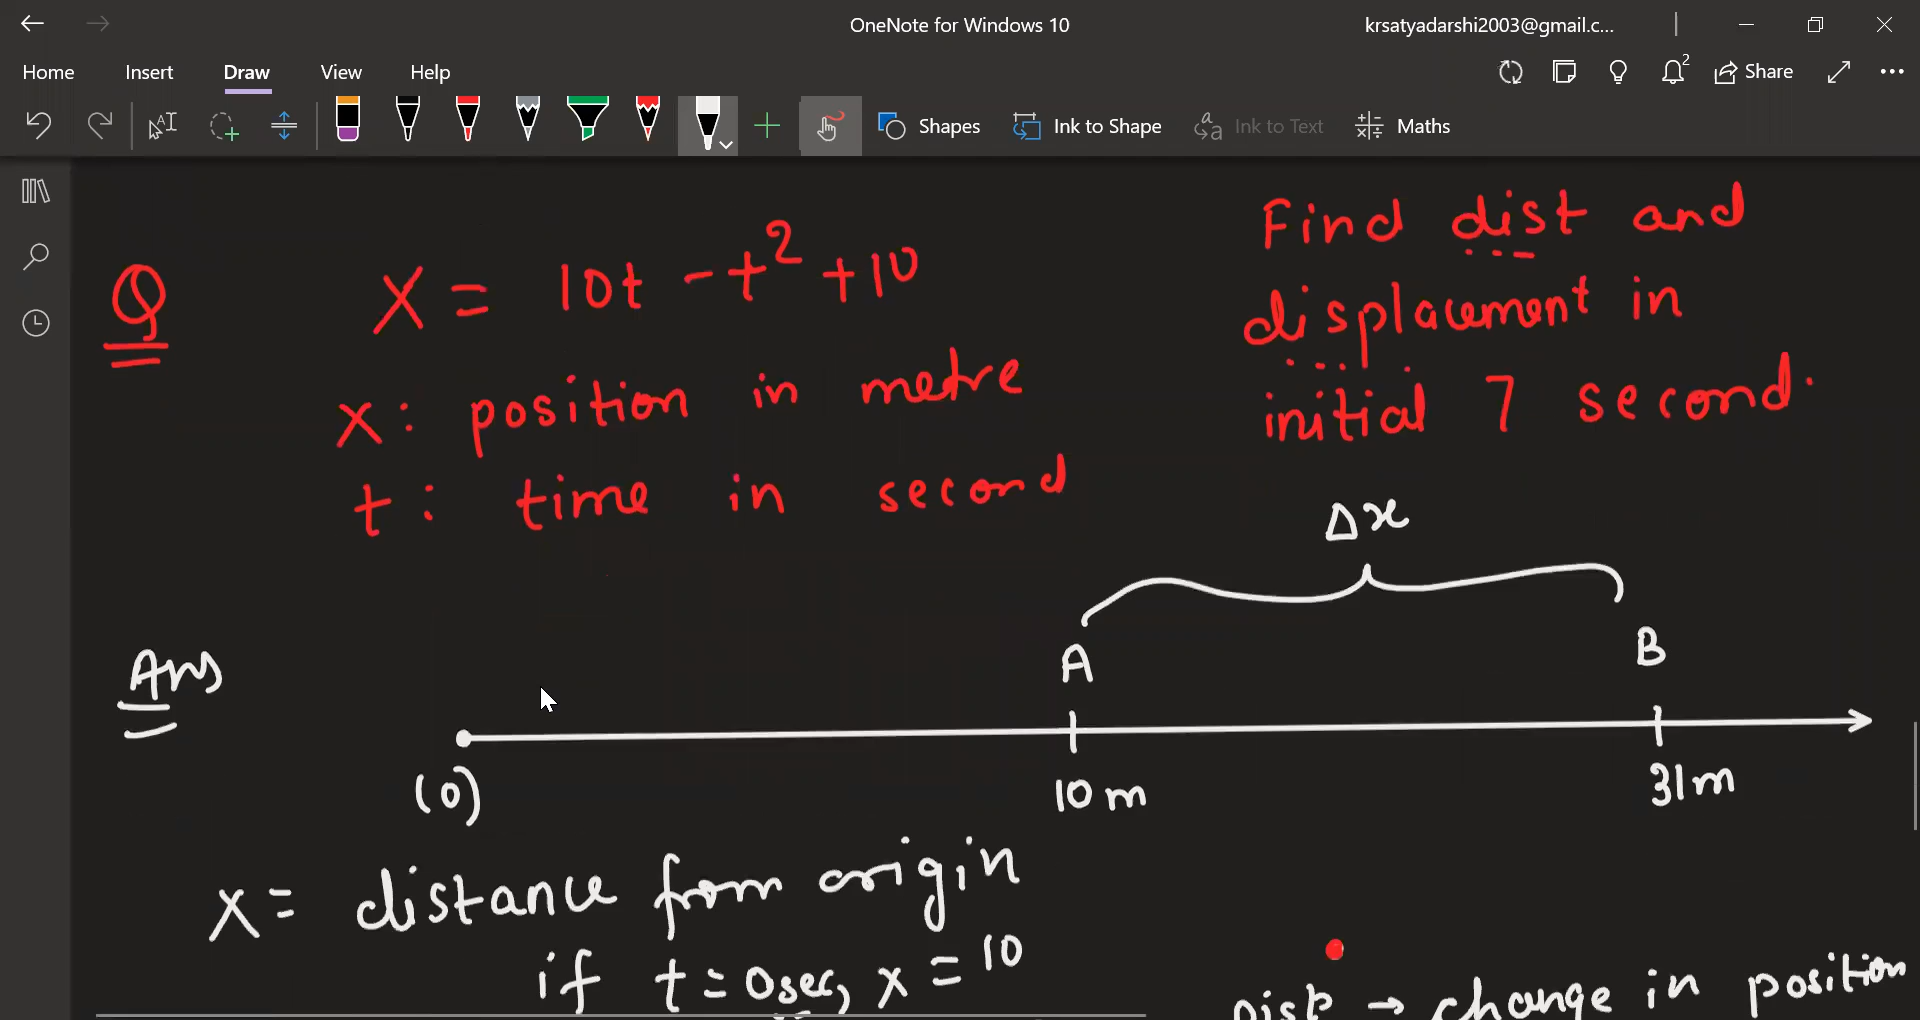 OneNote for Windows 10
krsatyadarshi2003@gmail.c...
Home Insert Draw View Help
2 Share
Shapes Ink to Shape Ink to Text Maths
Q X = 10t - t² + 10
x: position in metre
t: time in second
Find dist and
displacement in
initial 7 second.
Δx
A B
Ans
(0) 10 m 31m
X = distance from origin
if t = 0sec, x = 10
Dist → change in position